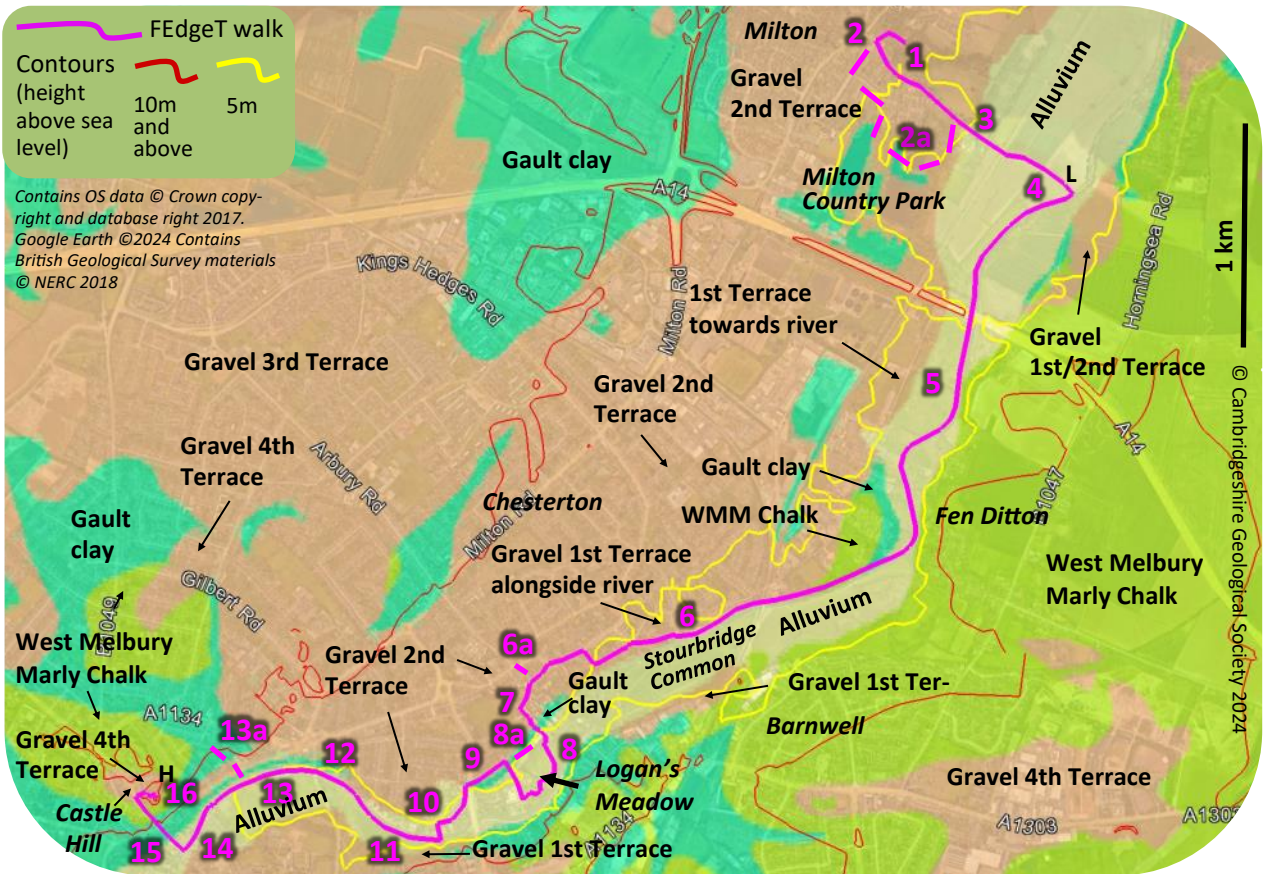 FEdgeT walk
Contours
(height
above sea
level)
10m
and
above
5m
Contains OS data © Crown copy-
right and database right 2017.
Google Earth ©2024 Contains
British Geological Survey materials
© NERC 2018
Milton
2
1
Gravel
2nd Terrace
Alluvium
3
2a
Gault clay
A14
Milton
Country Park
4
L
Horningsea Rd
1 km
Kings Hedges Rd
Milton Rd
1st Terrace
towards river
Gravel
1st/2nd Terrace
Gravel 3rd Terrace
5
Gravel 2nd
Terrace
A14
Gravel 4th
Terrace
Arbury Rd
Gault clay
Chesterton
WMM Chalk
Fen Ditton
Milton Rd
Gault
clay
Gravel 1st Terrace
alongside river
West Melbury
Marly Chalk
Gilbert Rd
6
Alluvium
Stourbridge
Common
West Melbury
Marly Chalk
Gravel 2nd
Terrace
6a
7
Gault
clay
Gravel 1st Ter-
Barnwell
A1134
13a
8a
8
Gravel 4th
Terrace
12
9
Logan's
Meadow
H
16
13
Alluvium
10
Gravel 4th Terrace
Castle
Hill
A1134
A1303
15
14
11
Gravel 1st Terrace
© Cambridgeshire Geological Society 2024